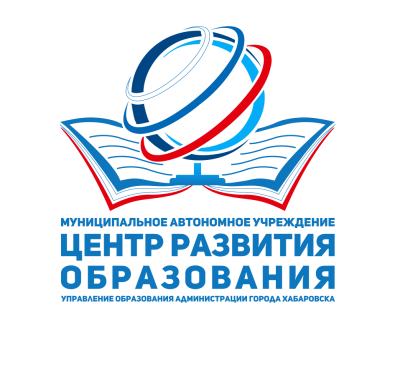 МУНИЦИПАЛЬНОЕ АВТОНОМНОЕ УЧРЕЖДЕНИЕ
ЦЕНТР РАЗВИТИЯ
ОБРАЗОВАНИЯ
УПРАВЛЕНИЕ ОБРАЗОВАНИЯ АДМИНИСТРАЦИИ ГОРОДА ХАБАРОВСКА